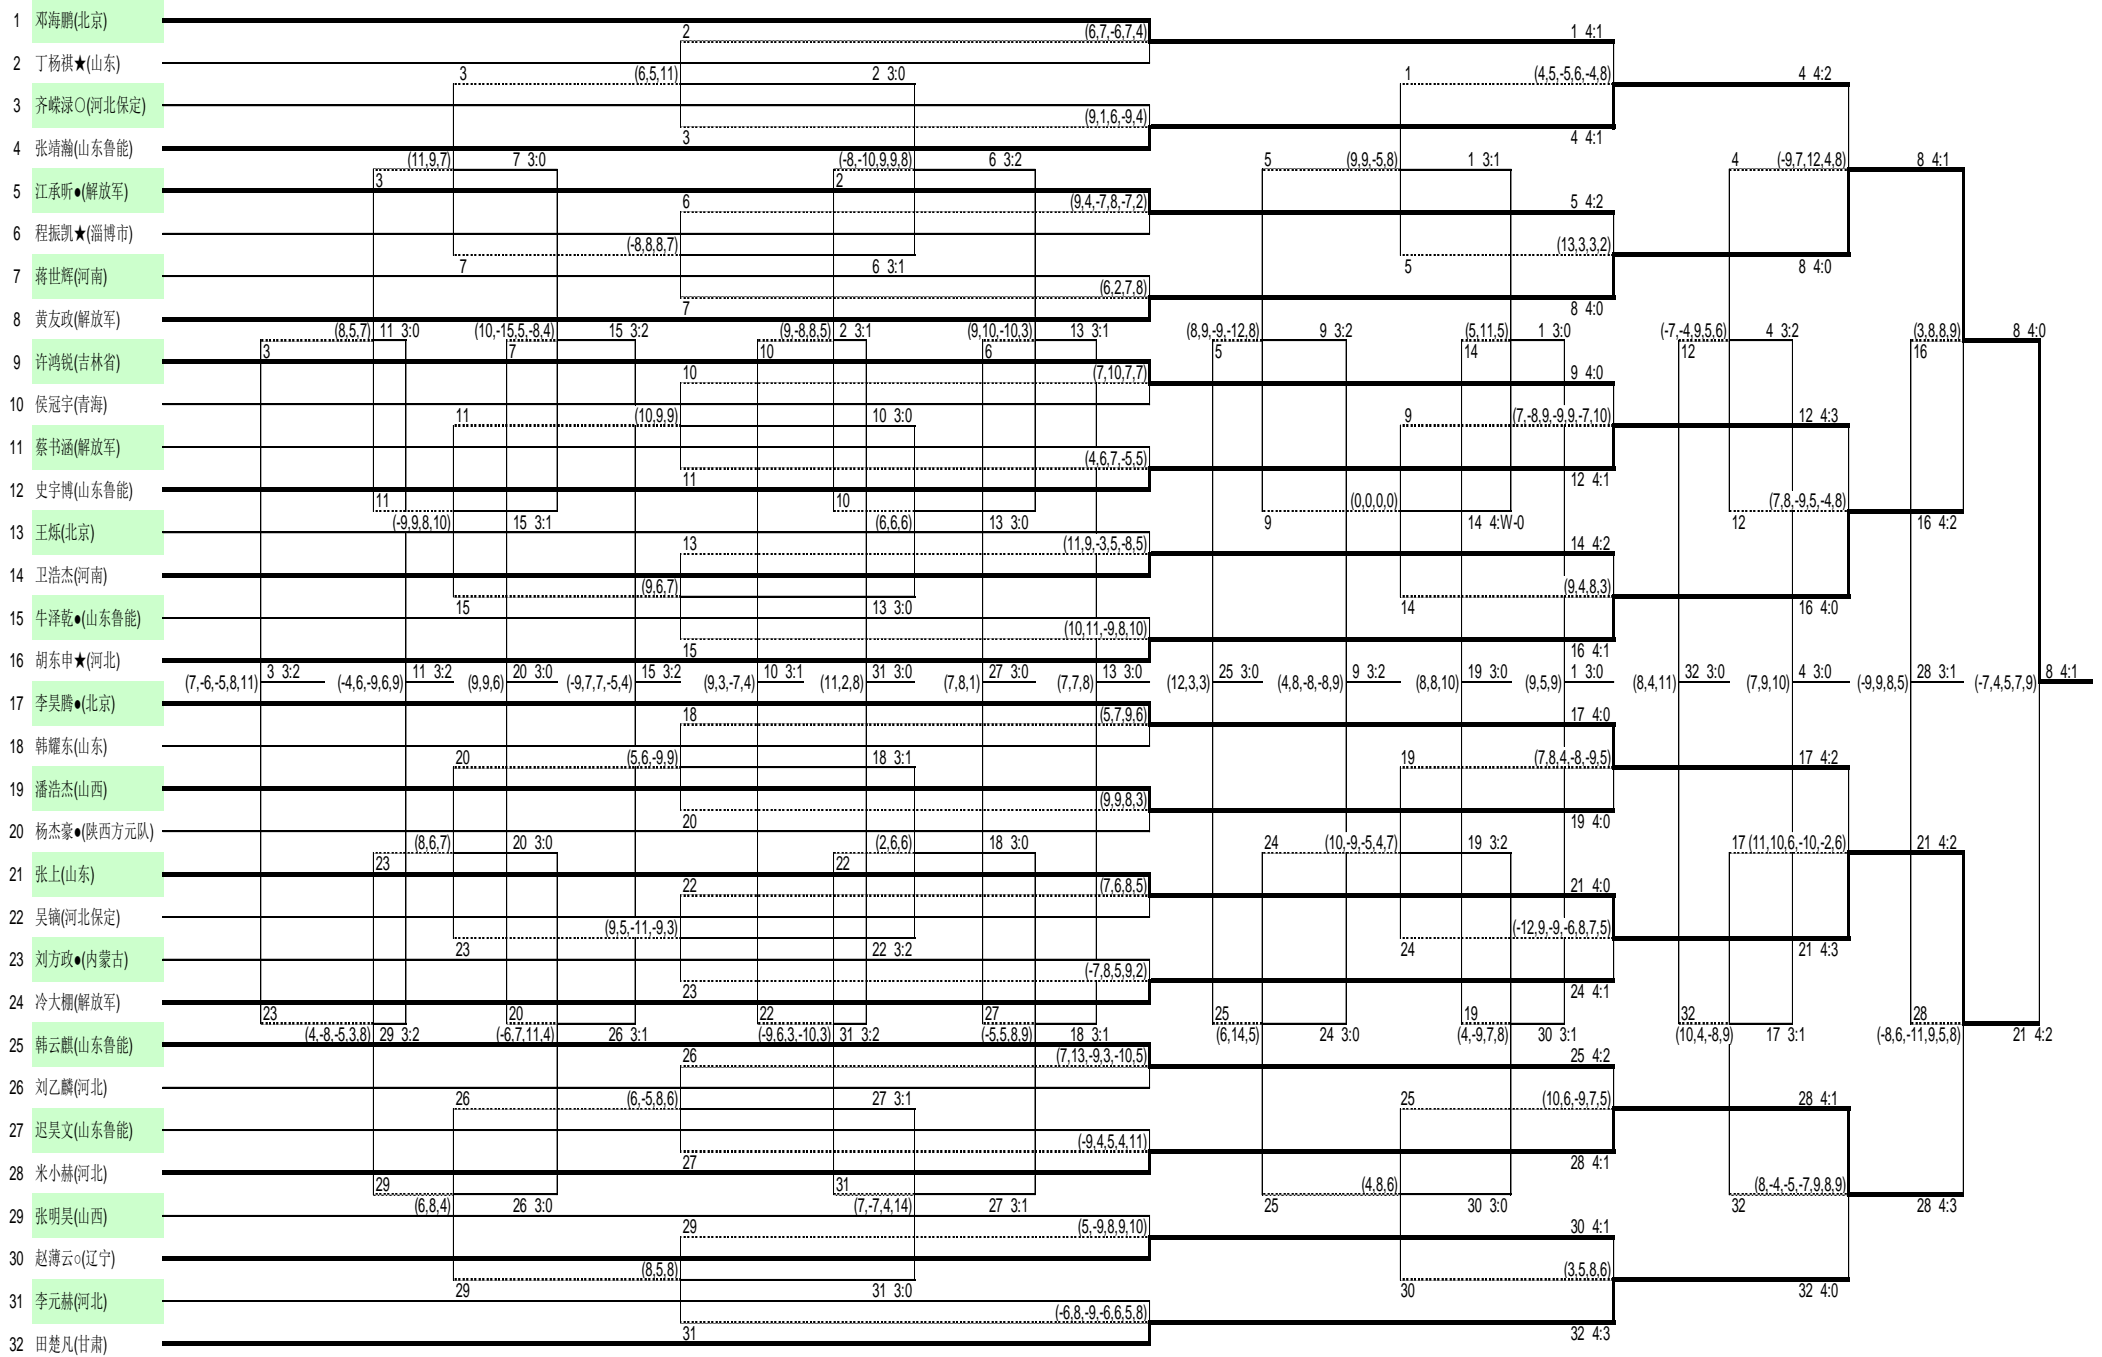 1 邓海鹏(北京)
2 (6,7,-6,7,4) 1 4:1
2 丁杨祺★(山东)
3 (6,5,11) 2 3:0 1 (4,5,-5,6,-4,8) 4 4:2
3 齐嵘渌○(河北保定)
(9,1,6,-9,4)
3 4 4:1
4 张靖瀚(山东鲁能)
(11,9,7) 7 3:0 (-8,-10,9,9,8) 6 3:2 5 (9,9,-5,8) 1 3:1 4 (-9,7,12,4,8) 8 4:1
3 2
5 江承昕●(解放军)
6 (9,4,-7,8,-7,2) 5 4:2
6 程振凯★(淄博市)
(-8,8,8,7) (13,3,3,2)
7 6 3:1 5 8 4:0
7 蒋世辉(河南)
(6,2,7,8)
7 8 4:0
8 黄友政(解放军)
(8,5,7) 11 3:0 (10,-15,5,-8,4) 15 3:2 (9,-8,8,5) 2 3:1 (9,10,-10,3) 13 3:1 (8,9,-9,-12,8) 9 3:2 (5,11,5) 1 3:0 (-7,-4,9,5,6) 4 3:2 (3,8,8,9) 8 4:0
3 7 10 6 5 14 12 16
9 许鸿锐(吉林省)
10 (7,10,7,7) 9 4:0
10 侯冠宇(青海)
11 (10,9,9) 10 3:0 9 (7,-8,9,-9,9,-7,10) 12 4:3
11 蔡书涵(解放军)
(4,6,7,-5,5)
11 12 4:1
12 史宇博(山东鲁能)
11 10 (0,0,0,0) (7,8,-9,5,-4,8)
(-9,9,8,10) 15 3:1 (6,6,6) 13 3:0 9 14 4:W-0 12 16 4:2
13 王烁(北京)
13 (11,9,-3,5,-8,5) 14 4:2
14 卫浩杰(河南)
(9,6,7) (9,4,8,3)
15 13 3:0 14 16 4:0
15 牛泽乾●(山东鲁能)
(10,11,-9,8,10)
15 16 4:1
16 胡东申★(河北)
(7,-6,-5,8,11) 3 3:2 (-4,6,-9,6,9) 11 3:2 (9,9,6) 20 3:0 (-9,7,7,-5,4) 15 3:2 (9,3,-7,4) 10 3:1 (11,2,8) 31 3:0 (7,8,1) 27 3:0 (7,7,8) 13 3:0 (12,3,3) 25 3:0 (4,8,-8,-8,9) 9 3:2 (8,8,10) 19 3:0 (9,5,9) 1 3:0 (8,4,11) 32 3:0 (7,9,10) 4 3:0 (-9,9,8,5) 28 3:1 (-7,4,5,7,9) 8 4:1
17 李昊腾●(北京)
18 (5,7,9,6) 17 4:0
18 韩耀东(山东)
20 (5,6,-9,9) 18 3:1 19 (7,8,4,-8,-9,5) 17 4:2
19 潘浩杰(山西)
(9,9,8,3)
20 19 4:0
20 杨杰豪●(陕西方元队)
(8,6,7) 20 3:0 (2,6,6) 18 3:0 24 (10,-9,-5,4,7) 19 3:2 17 (11,10,6,-10,-2,6) 21 4:2
23 22
21 张上(山东)
22 (7,6,8,5) 21 4:0
22 吴镝(河北保定)
(9,5,-11,-9,3) (-12,9,-9,-6,8,7,5)
23 22 3:2 24 21 4:3
23 刘方政●(内蒙古)
(-7,8,5,9,2)
23 24 4:1
24 冷大棚(解放军)
23 20 22 27 25 19 32 28
(4,-8,-5,3,8) 29 3:2 (-6,7,11,4) 26 3:1 (-9,6,3,-10,3) 31 3:2 (-5,5,8,9) 18 3:1 (6,14,5) 24 3:0 (4,-9,7,8) 30 3:1 (10,4,-8,9) 17 3:1 (-8,6,-11,9,5,8) 21 4:2
25 韩云麒(山东鲁能)
26 (7,13,-9,3,-10,5) 25 4:2
26 刘乙麟(河北)
26 (6,-5,8,6) 27 3:1 25 (10,6,-9,7,5) 28 4:1
27 迟昊文(山东鲁能)
(-9,4,5,4,11)
27 28 4:1
28 米小赫(河北)
29 31 (4,8,6) (8,-4,-5,-7,9,8,9)
(6,8,4) 26 3:0 (7,-7,4,14) 27 3:1 25 30 3:0 32 28 4:3
29 张明昊(山西)
29 (5,-9,8,9,10) 30 4:1
30 赵薄云○(辽宁)
(8,5,8) (3,5,8,6)
29 31 3:0 30 32 4:0
31 李元赫(河北)
(-6,8,-9,-6,6,5,8)
31 32 4:3
32 田楚凡(甘肃)